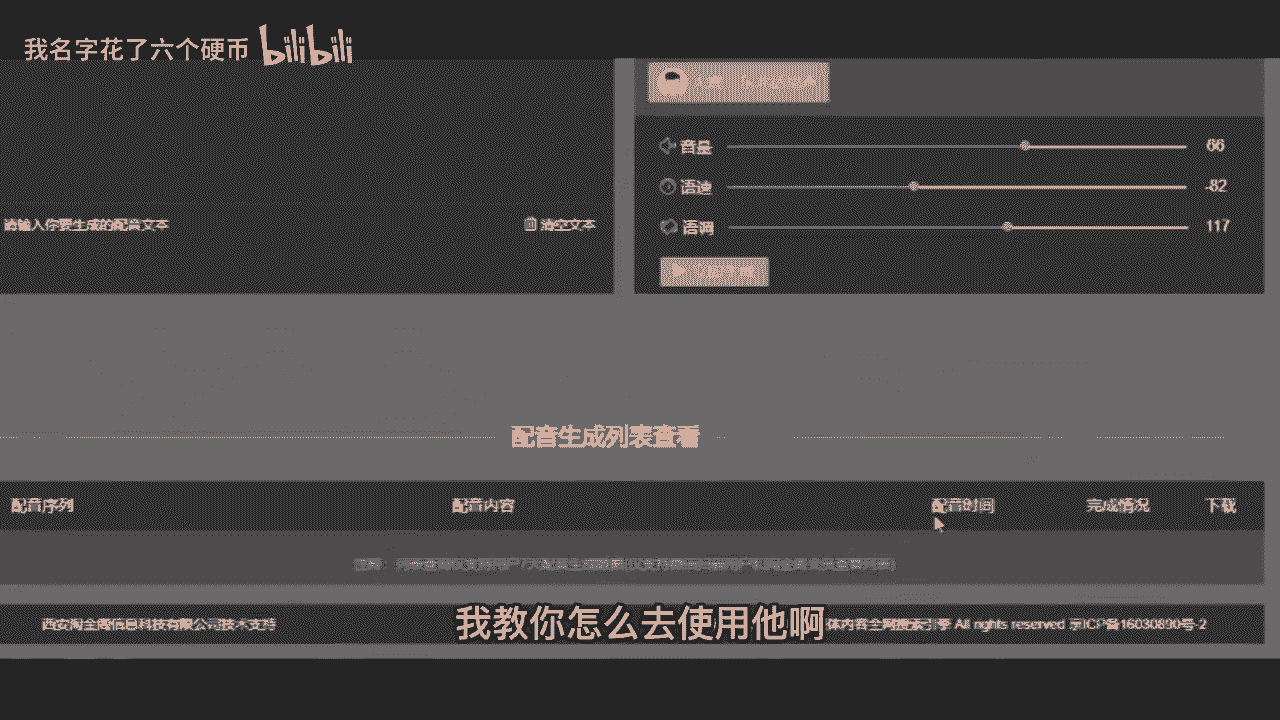 我名字花了六个硬币 bilibili
音量 66
语速 -82
语调 117
请输入你要生成的配音文本 清空文本
配音生成列表查看
配音序列 配音内容 配音时间 完成情况 下载
我教你怎么去使用他啊
西安淘金阁信息科技有限公司技术支持 体内容全网搜索引擎 All rights reserved 京ICP备16030890号-2